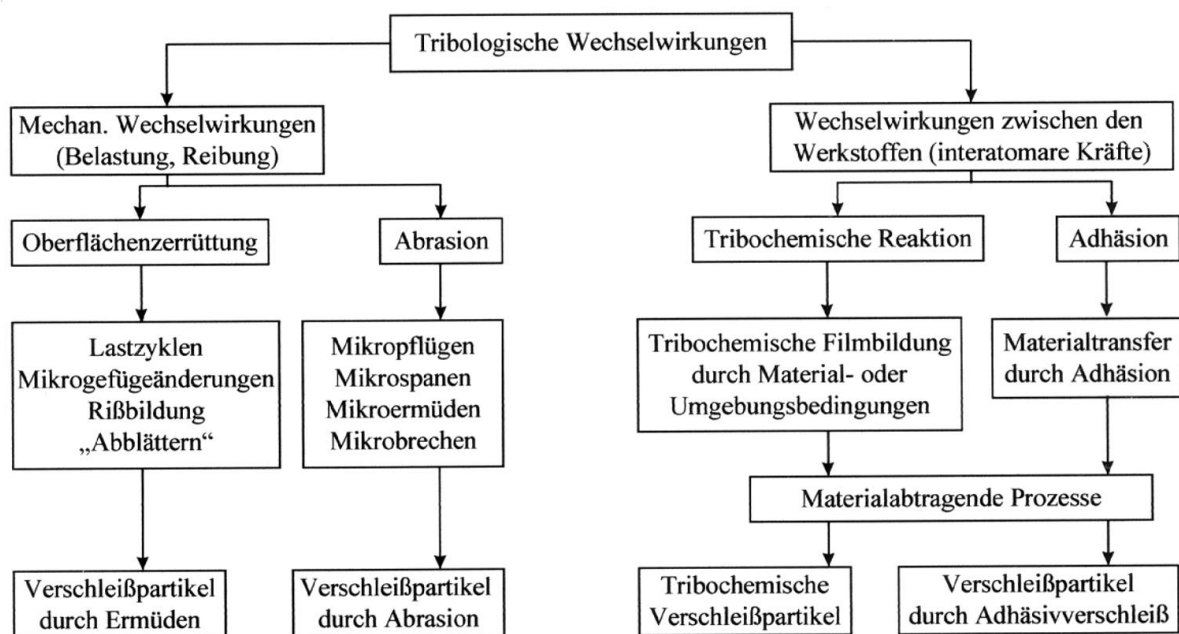 Tribologische Wechselwirkungen
Mechan. Wechselwirkungen
(Belastung, Reibung)
Wechselwirkungen zwischen den
Werkstoffen (interatomare Kräfte)
Oberflächenzerrüttung
Abrasion
Tribochemische Reaktion
Adhäsion
Lastzyklen
Mikrogefügeänderungen
Rißbildung
„Abblättern“
Mikropflügen
Mikrospanen
Mikroermüden
Mikrobrechen
Tribochemische Filmbildung
durch Material- oder
Umgebungsbedingungen
Materialtransfer
durch Adhäsion
Materialabtragende Prozesse
Verschleißpartikel
durch Ermüden
Verschleißpartikel
durch Abrasion
Tribochemische
Verschleißpartikel
Verschleißpartikel
durch Adhäsivverschleiß